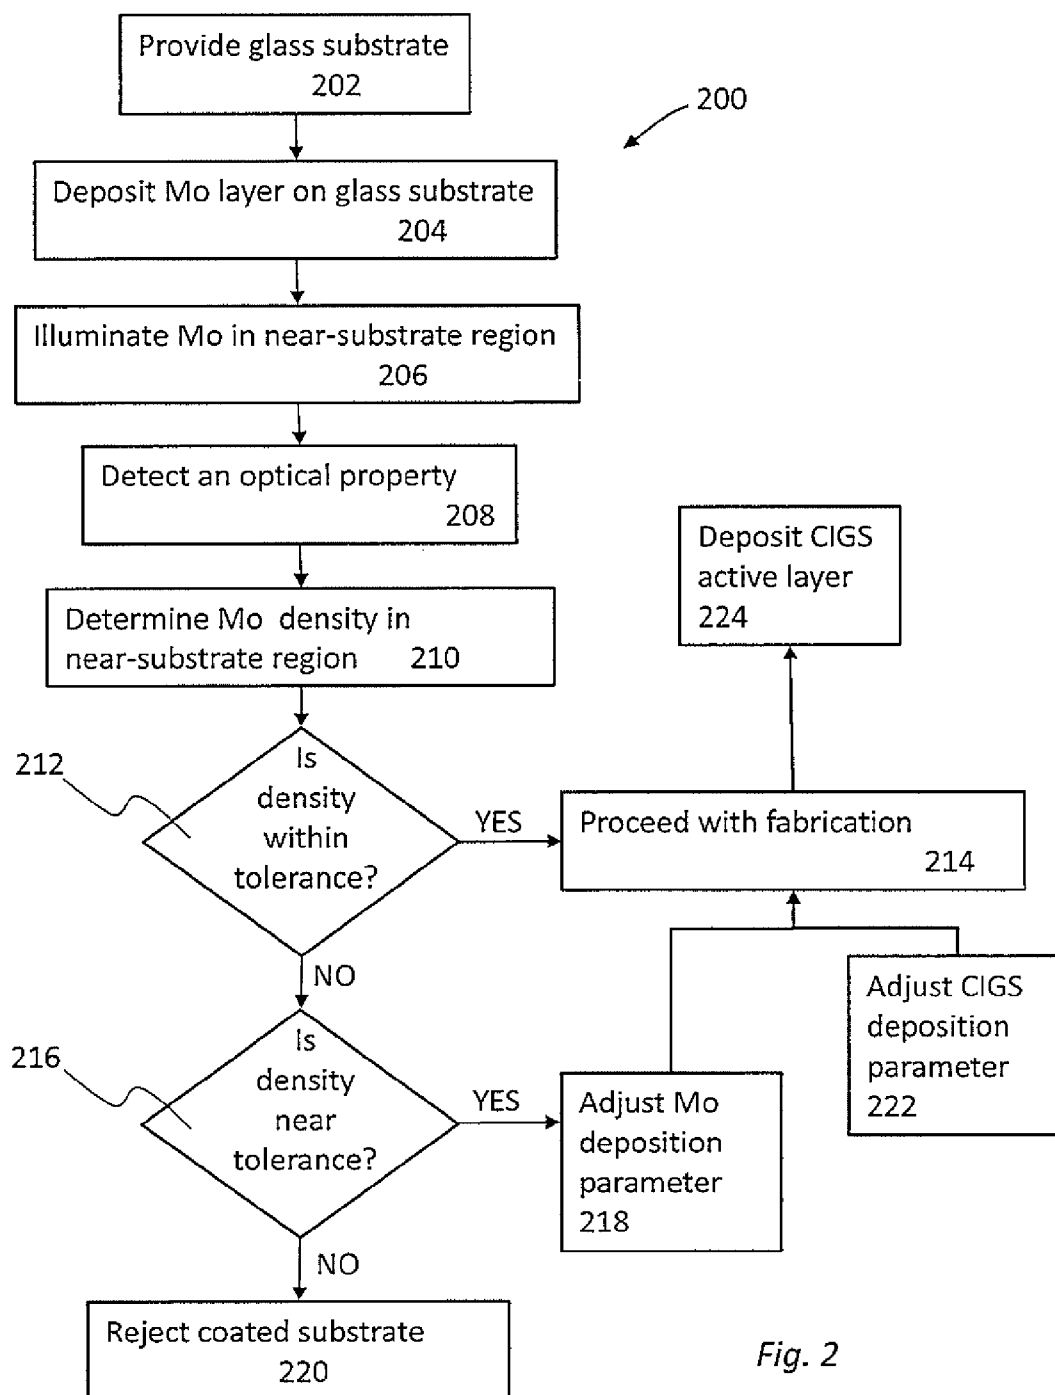 Provide glass substrate
202
200
Deposit Mo layer on glass substrate
204
Illuminate Mo in near-substrate region
206
Detect an optical property
208
Deposit CIGS
active layer
224
Determine Mo density in
near-substrate region 210
212
Is
density
within
tolerance?
YES
Proceed with fabrication
214
NO
Adjust CIGS
deposition
parameter
222
216
Is
density
near
tolerance?
YES
Adjust Mo
deposition
parameter
218
NO
Reject coated substrate
220
Fig. 2